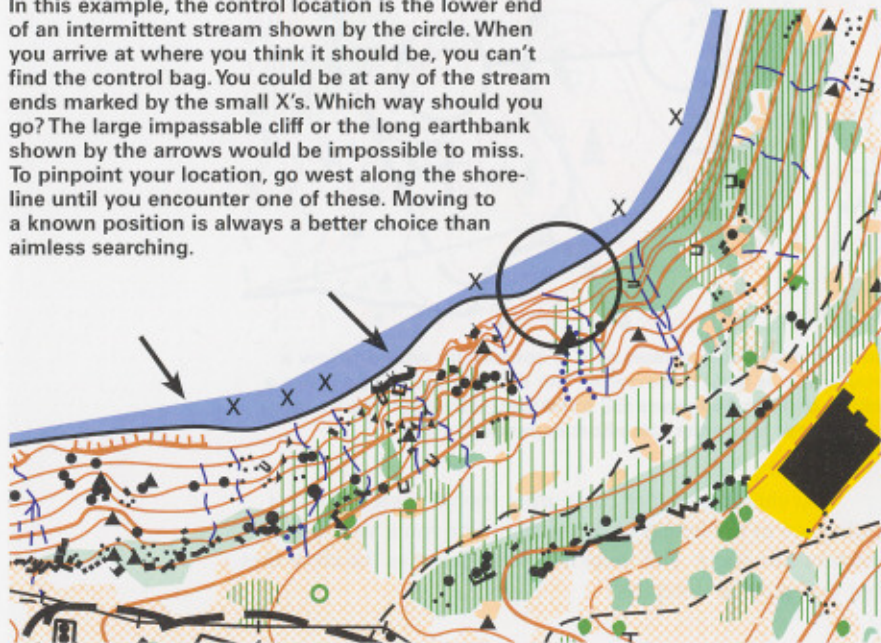 In this example, the control location is the lower end
of an intermittent stream shown by the circle. When
you arrive at where you think it should be, you can't
find the control bag. You could be at any of the stream
ends marked by the small X's. Which way should you
go? The large impassable cliff or the long earthbank
shown by the arrows would be impossible to miss.
To pinpoint your location, go west along the shore-
line until you encounter one of these. Moving to
a known position is always a better choice than
aimless searching.
X
X
X
X
X
X